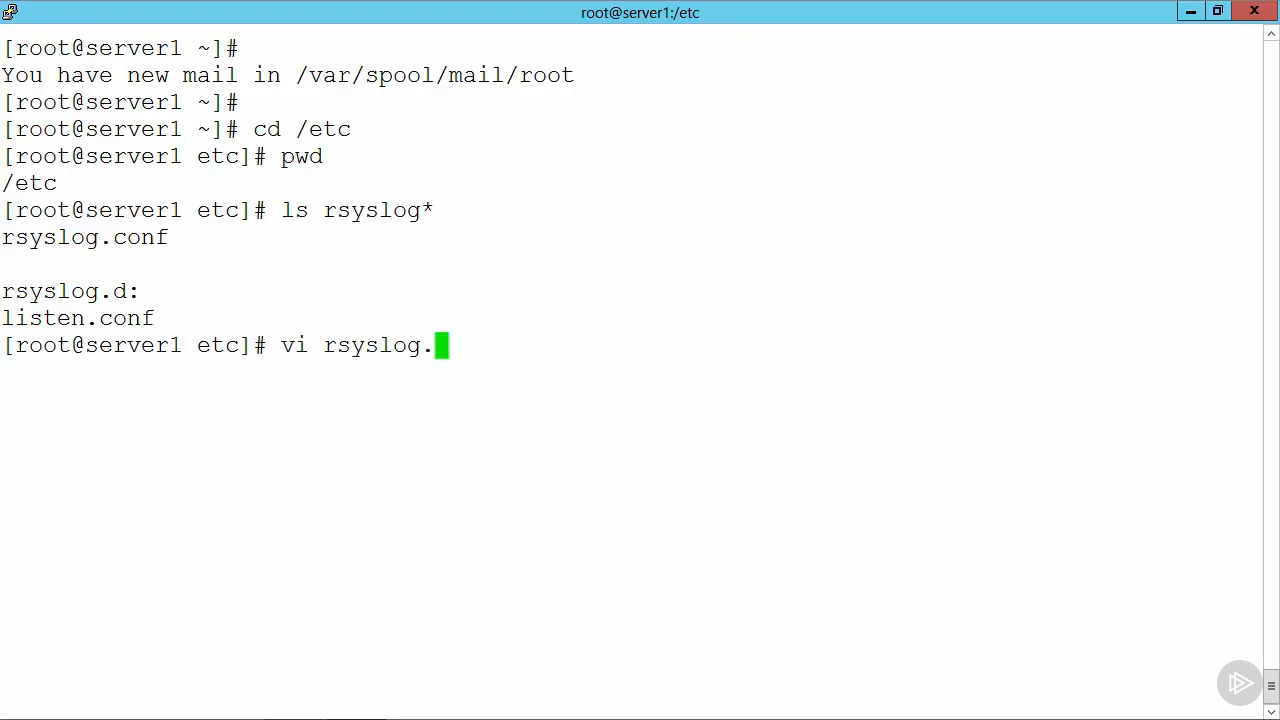 root@server1:/etc
[root@server1 ~]#
You have new mail in /var/spool/mail/root
[root@server1 ~]#
[root@server1 ~]# cd /etc
[root@server1 etc]# pwd
/etc
[root@server1 etc]# ls rsyslog*
rsyslog.conf
rsyslog.d:
listen.conf
[root@server1 etc]# vi rsyslog.